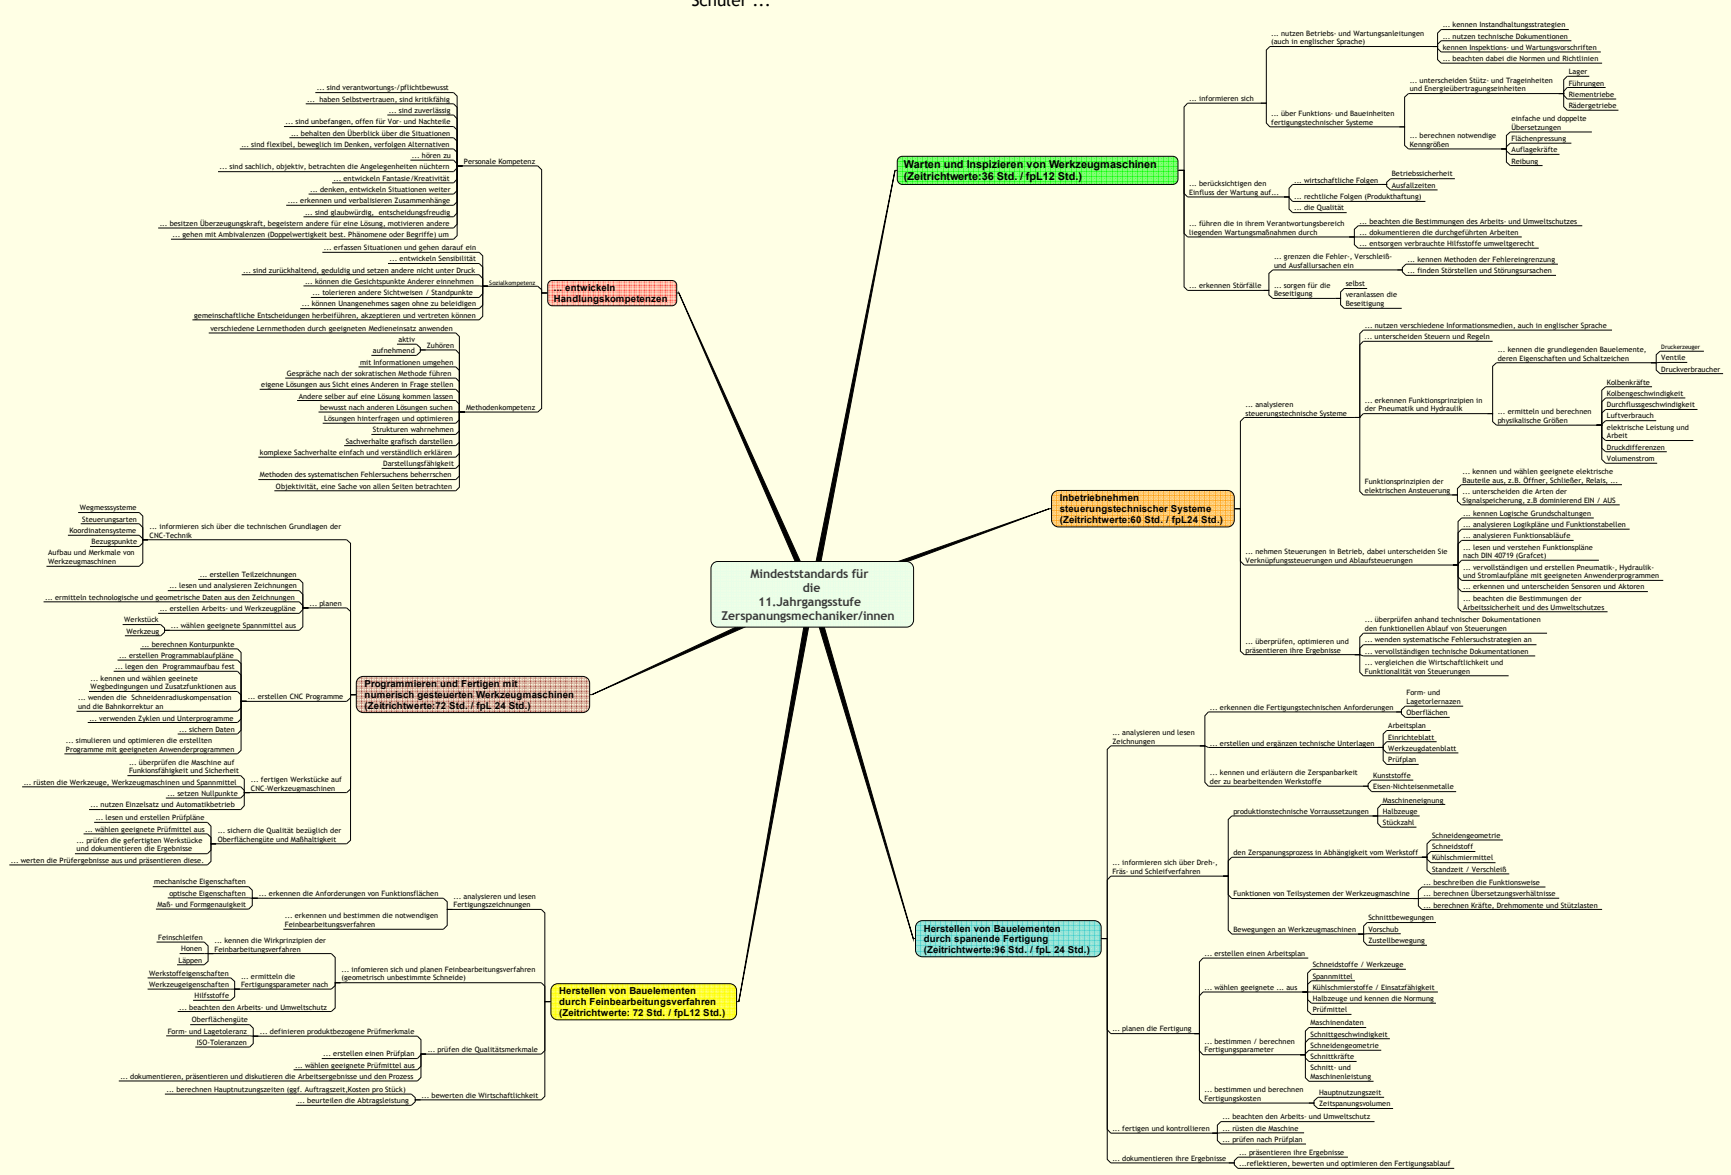 Schüler ...
Mindeststandards für
die
11.Jahrgangsstufe
Zerspanungsmechaniker/innen
... entwickeln
Handlungskompetenzen
Personale Kompetenz
... sind verantwortungs-/pflichtbewusst
... haben Selbstvertrauen, sind kritikfähig
... sind zuverlässig
... sind unbefangen, offen für Vor- und Nachteile
... behalten den Überblick über die Situationen
... sind flexibel, beweglich im Denken, verfolgen Alternativen
... hören zu
... sind sachlich, objektiv, betrachten die Angelegenheiten nüchtern
... entwickeln Fantasie/Kreativität
... denken, entwickeln Situationen weiter
.... erkennen und verbalisieren Zusammenhänge
... sind glaubwürdig, entscheidungsfreudig
... besitzen Überzeugungskraft, begeistern andere für eine Lösung, motivieren andere
... gehen mit Ambivalenzen (Doppelwertigkeit best. Phänomene oder Begriffe) um
Sozialkompetenz
... erfassen Situationen und gehen darauf ein
... entwickeln Sensibilität
... sind zurückhaltend, geduldig und setzen andere nicht unter Druck
... können die Gesichtspunkte Anderer einnehmen
... tolerieren andere Sichtweisen / Standpunkte
... können Unangenehmes sagen ohne zu beleidigen
gemeinschaftliche Entscheidungen herbeiführen, akzeptieren und vertreten können
Methodenkompetenz
verschiedene Lernmethoden durch geeigneten Medieneinsatz anwenden
Zuhören
aktiv
aufnehmend
mit Informationen umgehen
Gespräche nach der sokratischen Methode führen
eigene Lösungen aus Sicht eines Anderen in Frage stellen
Andere selber auf eine Lösung kommen lassen
bewusst nach anderen Lösungen suchen
Lösungen hinterfragen und optimieren
Strukturen wahrnehmen
Sachverhalte grafisch darstellen
komplexe Sachverhalte einfach und verständlich erklären
Darstellungsfähigkeit
Methoden des systematischen Fehlersuchens beherrschen
Objektivität, eine Sache von allen Seiten betrachten
Programmieren und Fertigen mit
numerisch gesteuerten Werkzeugmaschinen
(Zeitrichtwerte:72 Std. / fpL 24 Std.)
... informieren sich über die technischen Grundlagen der
CNC-Technik
Wegmesssysteme
Steuerungsarten
Koordinatensysteme
Bezugspunkte
Aufbau und Merkmale von
Werkzeugmaschinen
... planen
... erstellen Teilzeichnungen
... lesen und analysieren Zeichnungen
... ermitteln technologische und geometrische Daten aus den Zeichnungen
... erstellen Arbeits- und Werkzeugpläne
... wählen geeignete Spannmittel aus
Werkstück
Werkzeug
... erstellen CNC Programme
... berechnen Konturpunkte
... erstellen Programmablaufpläne
... legen den Programmaufbau fest
... kennen und wählen geeinete
Wegbedingungen und Zusatzfunktionen aus
... wenden die Schneidenradiuskompensation
und die Bahnkorrektur an
... verwenden Zyklen und Unterprogramme
... sichern Daten
... simulieren und optimieren die erstellten
Programme mit geeigneten Anwenderprogrammen
... fertigen Werkstücke auf
CNC-Werkzeugmaschinen
... überprüfen die Maschine auf
Funkionsfähigkeit und Sicherheit
... rüsten die Werkzeuge, Werkzeugmaschinen und Spannmittel
... setzen Nullpunkte
... nutzen Einzelsatz und Automatikbetrieb
... sichern die Qualität bezüglich der
Oberflächengüte und Maßhaltigkeit
... lesen und erstellen Prüfpläne
... wählen geeignete Prüfmittel aus
... prüfen die gefertigten Werkstücke
und dokumentieren die Ergebnisse
... werten die Prüfergebnisse aus und präsentieren diese.
Herstellen von Bauelementen
durch Feinbearbeitungsverfahren
(Zeitrichtwerte: 72 Std. / fpL12 Std.)
... analysieren und lesen
Fertigungszeichnungen
... erkennen die Anforderungen von Funktionsflächen
mechanische Eigenschaften
optische Eigenschaften
Maß- und Formgenauigkeit
... erkennen und bestimmen die notwendigen
Feinbearbeitungsverfahren
... infomieren sich und planen Feinbearbeitungsverfahren
(geometrisch unbestimmte Schneide)
... kennen die Wirkprinzipien der
Feinbearbeitungsverfahren
Feinschleifen
Honen
Läppen
... ermitteln die
Fertigungsparameter nach
Werkstoffeigenschaften
Werkzeugeigenschaften
Hilfsstoffe
... beachten den Arbeits- und Umweltschutz
... prüfen die Qualitätsmerkmale
... definieren produktbezogene Prüfmerkmale
Oberflächengüte
Form- und Lagetoleranz
ISO-Toleranzen
... erstellen einen Prüfplan
... wählen geeignete Prüfmittel aus
... dokumentieren, präsentieren und diskutieren die Arbeitsergebnisse und den Prozess
... bewerten die Wirtschaftlichkeit
... berechnen Hauptnutzungszeiten (ggf. Auftragszeit,Kosten pro Stück)
... beurteilen die Abtragsleistung
Warten und Inspizieren von Werkzeugmaschinen
(Zeitrichtwerte:36 Std. / fpL12 Std.)
... informieren sich
... nutzen Betriebs- und Wartungsanleitungen
(auch in englischer Sprache)
... kennen Instandhaltungsstrategien
... nutzen technische Dokumentionen
kennen Inspektions- und Wartungsvorschriften
... beachten dabei die Normen und Richtlinien
... über Funktions- und Baueinheiten
fertigungstechnischer Systeme
... unterscheiden Stütz- und Trageinheiten
und Energieübertragungseinheiten
Lager
Führungen
Riementriebe
Rädergetriebe
... berechnen notwendige
Kenngrößen
einfache und doppelte
Übersetzungen
Flächenpressung
Auflagekräfte
Reibung
... berücksichtigen den
Einfluss der Wartung auf...
... wirtschaftliche Folgen
Betriebssicherheit
Ausfallzeiten
... rechtliche Folgen (Produkthaftung)
... die Qualität
... führen die in ihrem Verantwortungsbereich
liegenden Wartungsmaßnahmen durch
... beachten die Bestimmungen des Arbeits- und Umweltschutzes
... dokumentieren die durchgeführten Arbeiten
... entsorgen verbrauchte Hilfsstoffe umweltgerecht
... erkennen Störfälle
... grenzen die Fehler-, Verschleiß-
und Ausfallursachen ein
... kennen Methoden der Fehlereingrenzung
... finden Störstellen und Störungsursachen
... sorgen für die
Beseitigung
selbst
veranlassen die
Beseitigung
Inbetriebnehmen
steuerungstechnischer Systeme
(Zeitrichtwerte:60 Std. / fpL24 Std.)
... analysieren
steuerungstechnische Systeme
... nutzen verschiedene Informationsmedien, auch in englischer Sprache
... unterscheiden Steuern und Regeln
... erkennen Funktionsprinzipien in
der Pneumatik und Hydraulik
... kennen die grundlegenden Bauelemente,
deren Eigenschaften und Schaltzeichen
Druckerzeuger
Ventile
Druckverbraucher
... ermitteln und berechnen
physikalische Größen
Kolbenkräfte
Kolbengeschwindigkeit
Durchflussgeschwindigkeit
Luftverbrauch
elektrische Leistung und
Arbeit
Druckdifferenzen
Volumenstrom
Funktionsprinzipien der
elektrischen Ansteuerung
... kennen und wählen geeignete elektrische
Bauteile aus, z.B. Öffner, Schließer, Relais, ...
... unterscheiden die Arten der
Signalspeicherung, z.B dominierend EIN / AUS
... nehmen Steuerungen in Betrieb, dabei unterscheiden Sie
Verknüpfungssteuerungen und Ablaufsteuerungen
... kennen Logische Grundschaltungen
... analysieren Logikpläne und Funktionstabellen
... analysieren Funktionsabläufe
... lesen und verstehen Funktionspläne
nach DIN 40719 (Grafcet)
... vervollständigen und erstellen Pneumatik-, Hydraulik-
und Stromlaufpläne mit geeigneten Anwenderprogrammen
... erkennen und unterscheiden Sensoren und Aktoren
... beachten die Bestimmungen der
Arbeitssicherheit und des Umweltschutzes
... überprüfen, optimieren und
präsentieren ihre Ergebnisse
... überprüfen anhand technischer Dokumentationen
den funktionellen Ablauf von Steuerungen
... wenden systematische Fehlersuchstrategien an
... vervollständigen technische Dokumentationen
... vergleichen die Wirtschaftlichkeit und
Funktionalität von Steuerungen
Herstellen von Bauelementen
durch spanende Fertigung
(Zeitrichtwerte:96 Std. / fpL 24 Std.)
... analysieren und lesen
Zeichnungen
... erkennen die Fertigungstechnischen Anforderungen
Form- und
Lagetorlernazen
Oberflächen
... erstellen und ergänzen technische Unterlagen
Arbeitsplan
Einrichteblatt
Werkzeugdatenblatt
Prüfplan
... kennen und erläutern die Zerspanbarkeit
der zu bearbeitenden Werkstoffe
Kunststoffe
Eisen-Nichteisenmetalle
... informieren sich über Dreh-,
Fräs- und Schleifverfahren
produktionstechnische Vorraussetzungen
Maschineneignung
Halbzeuge
Stückzahl
den Zerspanungsprozess in Abhängigkeit vom Werkstoff
Schneidengeometrie
Schneidstoff
Kühlschmiermittel
Standzeit / Verschleiß
Funktionen von Teilsystemen der Werkzeugmaschine
... beschreiben die Funktionsweise
... berechnen Übersetzungsverhältnisse
... berechnen Kräfte, Drehmomente und Stützlasten
Bewegungen an Werkzeugmaschinen
Schnittbewegungen
Vorschub
Zustellbewegung
... planen die Fertigung
... erstellen einen Arbeitsplan
... wählen geeignete ... aus
Schneidstoffe / Werkzeuge
Spannmittel
Kühlschmierstoffe / Einsatzfähigkeit
Halbzeuge und kennen die Normung
Prüfmittel
... bestimmen / berechnen
Fertigungsparameter
Maschinendaten
Schnittgeschwindigkeit
Schneidengeometrie
Schnittkräfte
Schnitt- und
Maschinenleistung
... bestimmen und berechnen
Fertigungskosten
Hauptnutzungszeit
Zeitspanungsvolumen
... fertigen und kontrollieren
... beachten den Arbeits- und Umweltschutz
... rüsten die Maschine
... prüfen nach Prüfplan
... dokumentieren ihre Ergebnisse
... präsentieren ihre Ergebnisse
...reflektieren, bewerten und optimieren den Fertigungsablauf